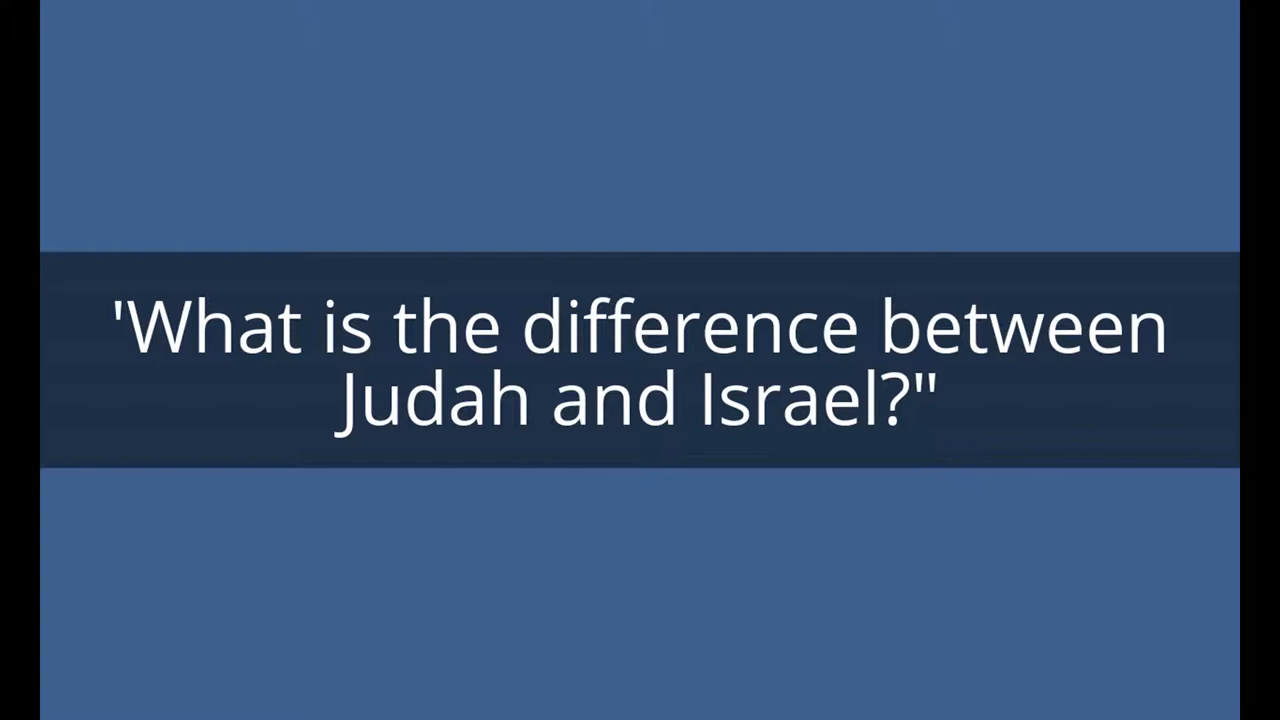 'What is the difference between
Judah and Israel?"